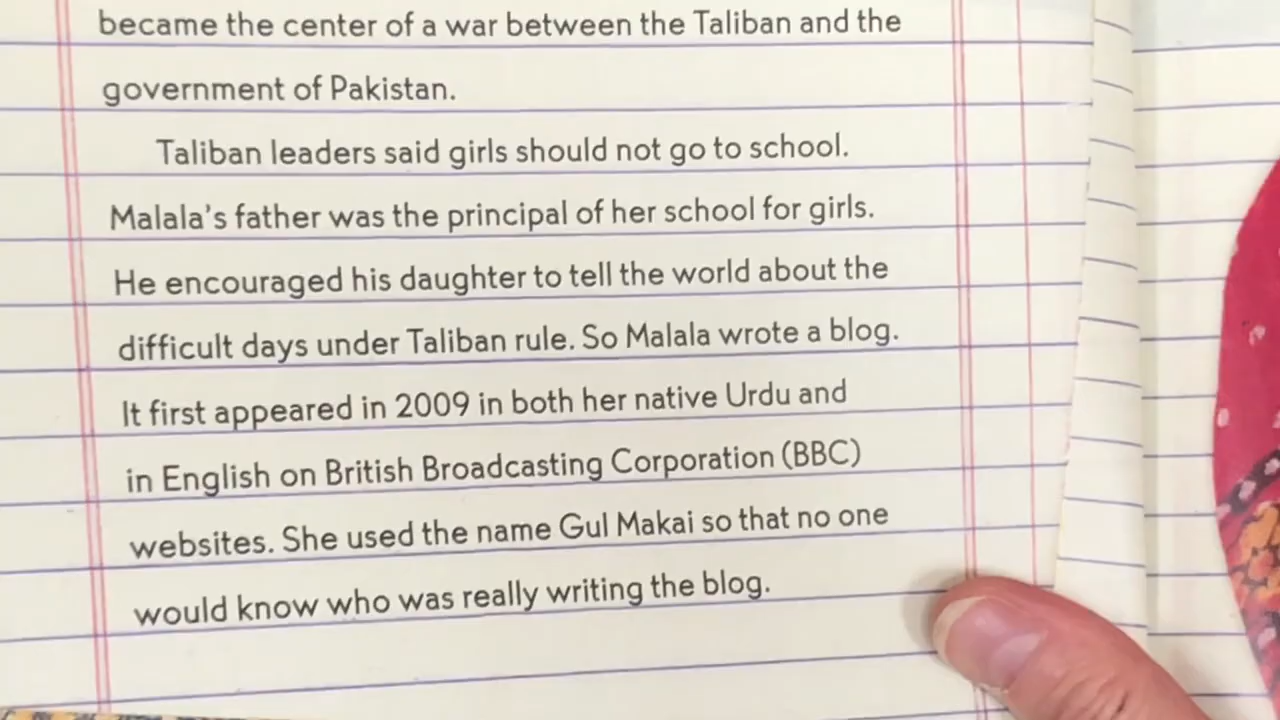 became the center of a war between the Taliban and the
government of Pakistan.
Taliban leaders said girls should not go to school.
Malala's father was the principal of her school for girls.
He encouraged his daughter to tell the world about the
difficult days under Taliban rule. So Malala wrote a blog.
It first appeared in 2009 in both her native Urdu and
in English on British Broadcasting Corporation (BBC)
websites. She used the name Gul Makai so that no one
would know who was really writing the blog.